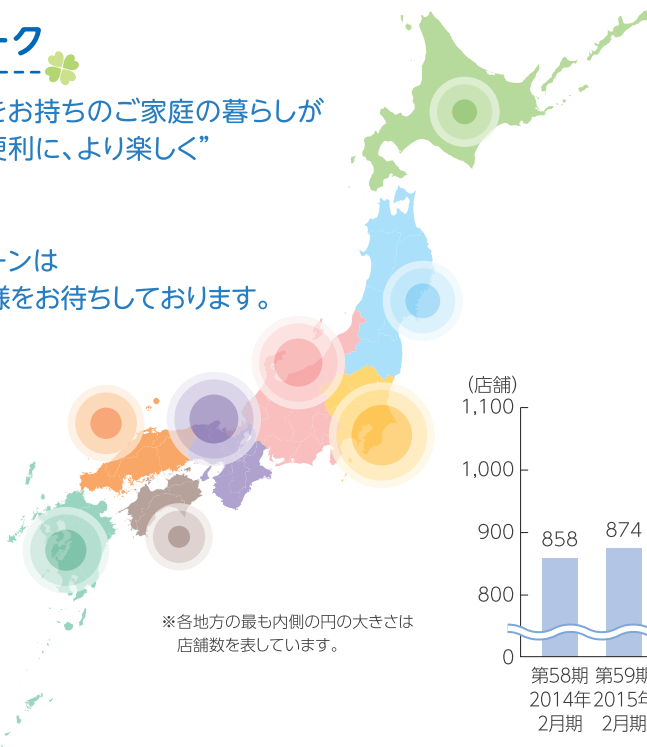 ーク
をお持ちのご家庭の暮らしが
便利に、より楽しく”
ーンは
様をお待ちしております。
（店舗）
1,100
1,000
900
800
0
858
874
第58期 第59期
2014年 2015年
2月期 2月期
※各地方の最も内側の円の大きさは
店舗数を表しています。